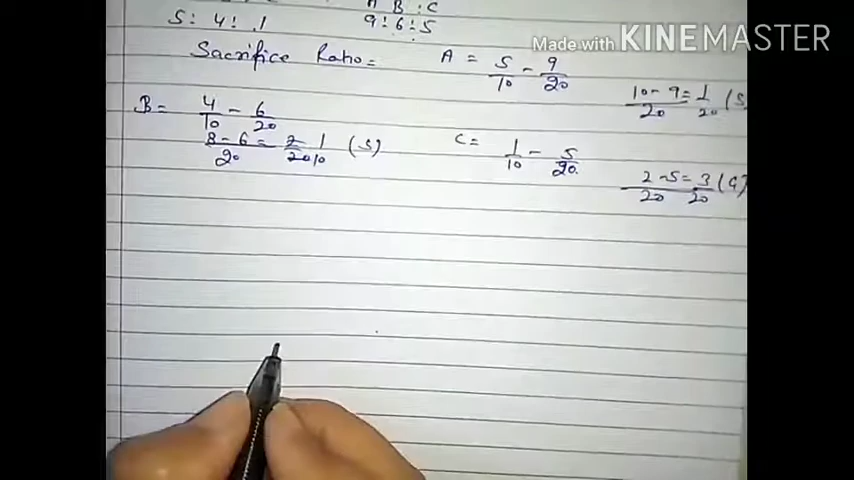 A B : C
5 : 4 : 1 9 : 6 : 5
Made with KINEMASTER
Sacrifice Ratio = A = 5/10 - 9/20
10 - 9/20 = 1/20 (S
B = 4/10 - 6/20
8 - 6/20 = 2/20 1/10 (S) C = 1/10 - 5/20
2 - 5/20 = 3/20 (G)